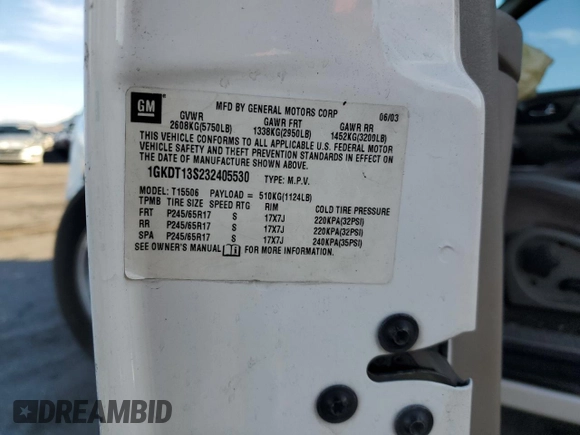 GM
MFD BY GENERAL MOTORS CORP 06/03
GVWR GAWR FRT GAWR RR
2608KG(5750LB) 1338KG(2950LB) 1452KG(3200LB)
THIS VEHICLE CONFORMS TO ALL APPLICABLE U.S. FEDERAL MOTOR
VEHICLE SAFETY AND THEFT PREVENTION STANDARDS IN EFFECT ON
THE DATE OF MANUFACTURE SHOWN ABOVE.
1GKDT13S232405530 TYPE: M.P.V.
MODEL: T15506 PAYLOAD = 510KG(1124LB)
TPMB TIRE SIZE SPEED RTG RIM COLD TIRE PRESSURE
FRT P245/65R17 S 17X7J 220KPA(32PSI)
RR P245/65R17 S 17X7J 220KPA(32PSI)
SPA P245/65R17 S 17X7J 240KPA(35PSI)
SEE OWNER'S MANUAL FOR MORE INFORMATION.
DREAMBID